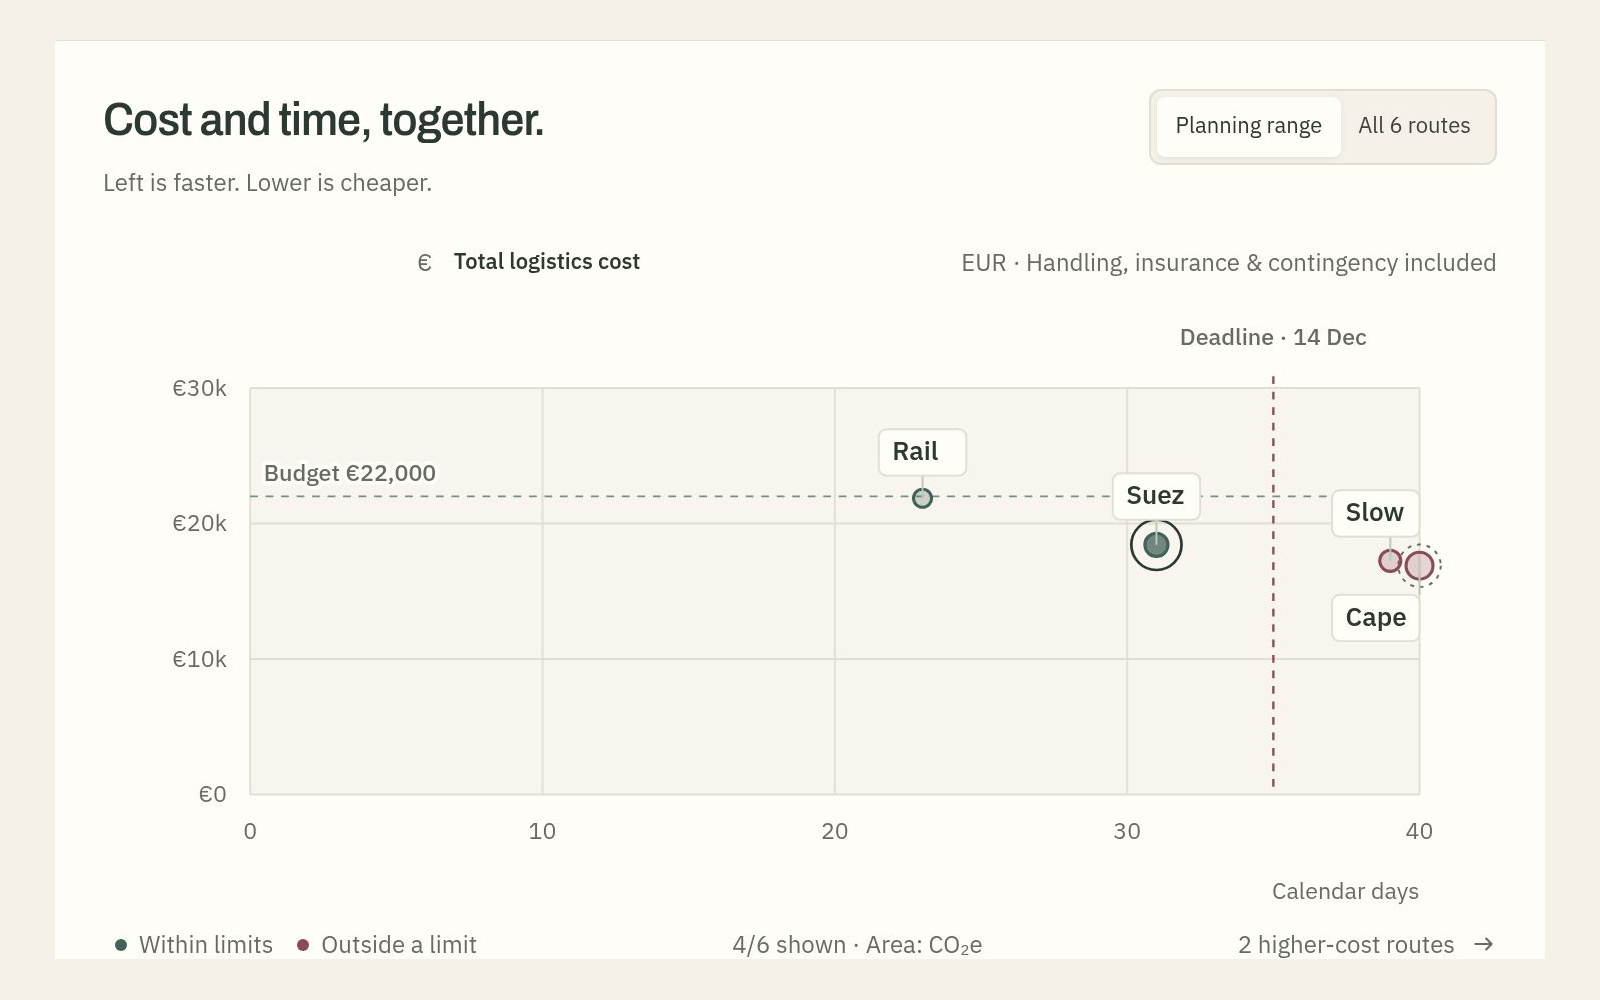 Cost and time, together.
Planning range
All 6 routes
Left is faster. Lower is cheaper.
€ Total logistics cost
EUR · Handling, insurance & contingency included
Deadline · 14 Dec
€30k
Rail
Budget €22,000
Suez
Slow
€20k
Cape
€10k
€0
0 10 20 30 40
Calendar days
Within limits
Outside a limit
4/6 shown · Area: CO₂e
2 higher-cost routes →